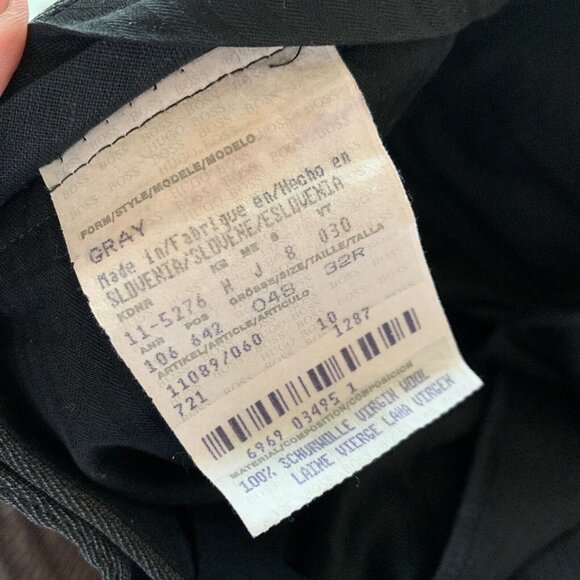 FORM/STYLE/MODELE/MODELO
GRAY
Made in/Fabrique en/Hecho en
SLOVENIA/SLOVENE/ESLOVENIA
KDNR KB ME B VT
11-5276 H J 8 030
ANR POS GRÖSSE/SIZE/TAILLE/TALLA
106 642 048 32R
ARTIKEL/ARTICLE/ARTICULO
11089/060 10
721 1287
6969 03495 1
MATERIAL/COMPOSITION/COMPOSICION
100% SCHURWOLLE VIRGIN WOOL
LAINE VIERGE LANA VIRGEN